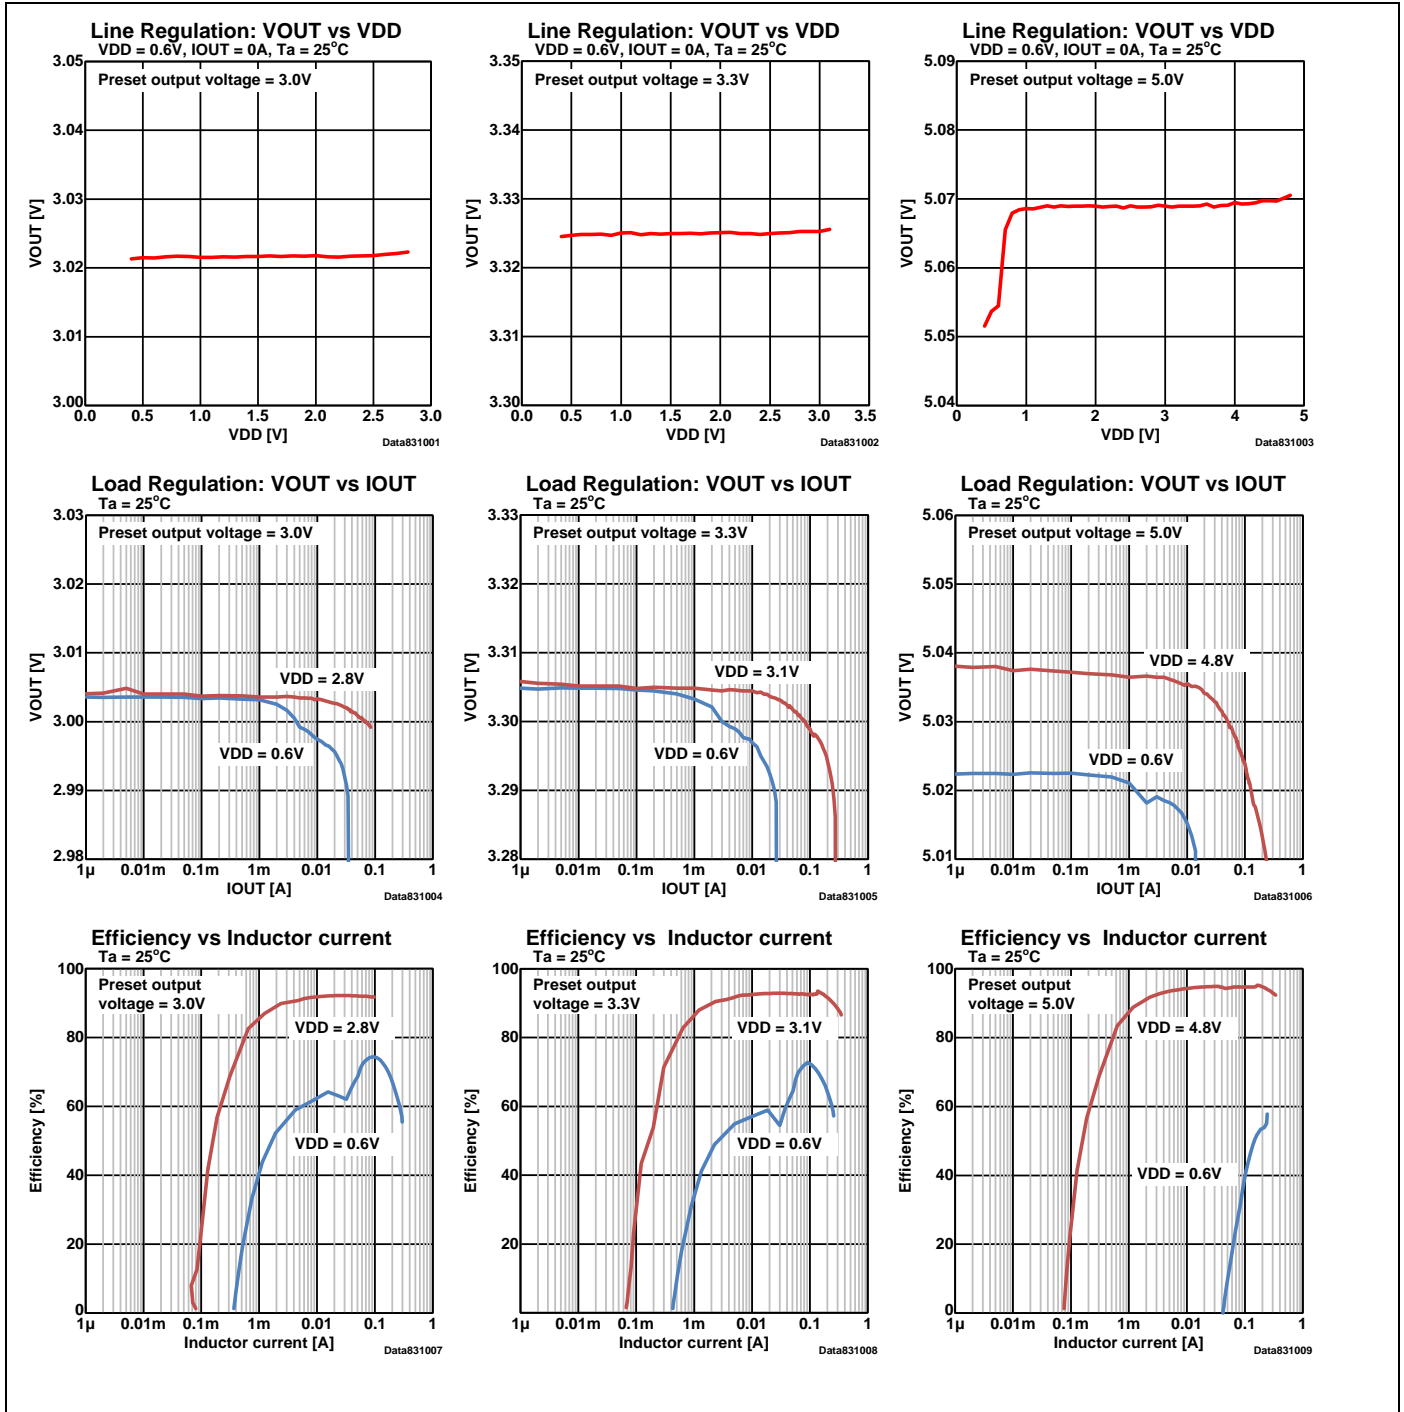 Line Regulation: VOUT vs VDD
VDD = 0.6V, IOUT = 0A, Ta = 25°C
Preset output voltage = 3.0V
3.05
3.04
3.03
3.02
3.01
3.00
VOUT [V]
0.0 0.5 1.0 1.5 2.0 2.5 3.0
VDD [V]
Data831001
Line Regulation: VOUT vs VDD
VDD = 0.6V, IOUT = 0A, Ta = 25°C
Preset output voltage = 3.3V
3.35
3.34
3.33
3.32
3.31
3.30
VOUT [V]
0.0 0.5 1.0 1.5 2.0 2.5 3.0 3.5
VDD [V]
Data831002
Line Regulation: VOUT vs VDD
VDD = 0.6V, IOUT = 0A, Ta = 25°C
Preset output voltage = 5.0V
5.09
5.08
5.07
5.06
5.05
5.04
VOUT [V]
0 1 2 3 4 5
VDD [V]
Data831003
Load Regulation: VOUT vs IOUT
Ta = 25°C
Preset output voltage = 3.0V
3.03
3.02
3.01
3.00
2.99
2.98
VOUT [V]
VDD = 2.8V
VDD = 0.6V
1µ 0.01m 0.1m 1m 0.01 0.1 1
IOUT [A]
Data831004
Load Regulation: VOUT vs IOUT
Ta = 25°C
Preset output voltage = 3.3V
3.33
3.32
3.31
3.30
3.29
3.28
VOUT [V]
VDD = 3.1V
VDD = 0.6V
1µ 0.01m 0.1m 1m 0.01 0.1 1
IOUT [A]
Data831005
Load Regulation: VOUT vs IOUT
Ta = 25°C
Preset output voltage = 5.0V
5.06
5.05
5.04
5.03
5.02
5.01
VOUT [V]
VDD = 4.8V
VDD = 0.6V
1µ 0.01m 0.1m 1m 0.01 0.1 1
IOUT [A]
Data831006
Efficiency vs Inductor current
Ta = 25°C
Preset output
voltage = 3.0V
100
80
60
40
20
0
Efficiency [%]
VDD = 2.8V
VDD = 0.6V
1µ 0.01m 0.1m 1m 0.01 0.1 1
Inductor current [A]
Data831007
Efficiency vs Inductor current
Ta = 25°C
Preset output
voltage = 3.3V
100
80
60
40
20
0
Efficiency [%]
VDD = 3.1V
VDD = 0.6V
1µ 0.01m 0.1m 1m 0.01 0.1 1
Inductor current [A]
Data831008
Efficiency vs Inductor current
Ta = 25°C
Preset output
voltage = 5.0V
100
80
60
40
20
0
Efficiency [%]
VDD = 4.8V
VDD = 0.6V
1µ 0.01m 0.1m 1m 0.01 0.1 1
Inductor current [A]
Data831009